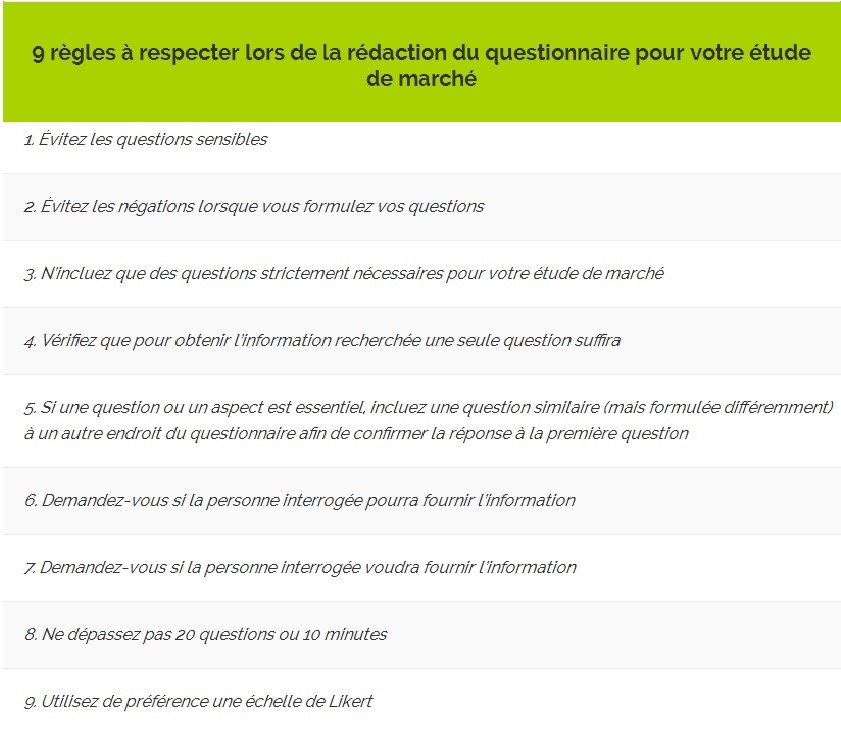 9 règles à respecter lors de la rédaction du questionnaire pour votre étude
de marché
1. Évitez les questions sensibles
2. Évitez les négations lorsque vous formulez vos questions
3. N'incluez que des questions strictement nécessaires pour votre étude de marché
4. Vérifiez que pour obtenir l'information recherchée une seule question suffira
5. Si une question ou un aspect est essentiel, incluez une question similaire (mais formulée différemment)
à un autre endroit du questionnaire afin de confirmer la réponse à la première question
6. Demandez-vous si la personne interrogée pourra fournir l'information
7. Demandez-vous si la personne interrogée voudra fournir l'information
8. Ne dépassez pas 20 questions ou 10 minutes
9. Utilisez de préférence une échelle de Likert